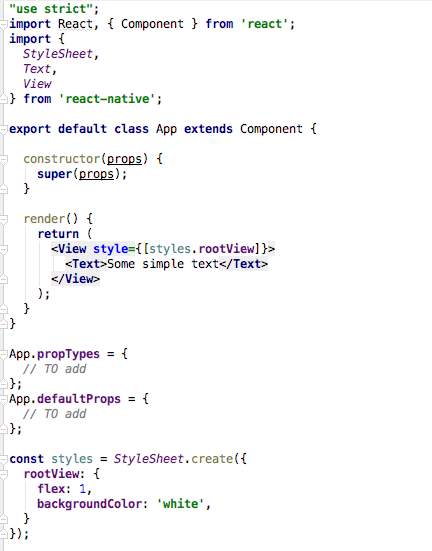 "use strict";
import React, { Component } from 'react';
import {
  StyleSheet,
  Text,
  View
} from 'react-native';

export default class App extends Component {

  constructor(props) {
    super(props);
  }

  render() {
    return (
      <View style={[styles.rootView]}>
        <Text>Some simple text</Text>
      </View>
    );
  }
}

App.propTypes = {
  // TO add
};
App.defaultProps = {
  // TO add
};

const styles = StyleSheet.create({
  rootView: {
    flex: 1,
    backgroundColor: 'white',
  }
});